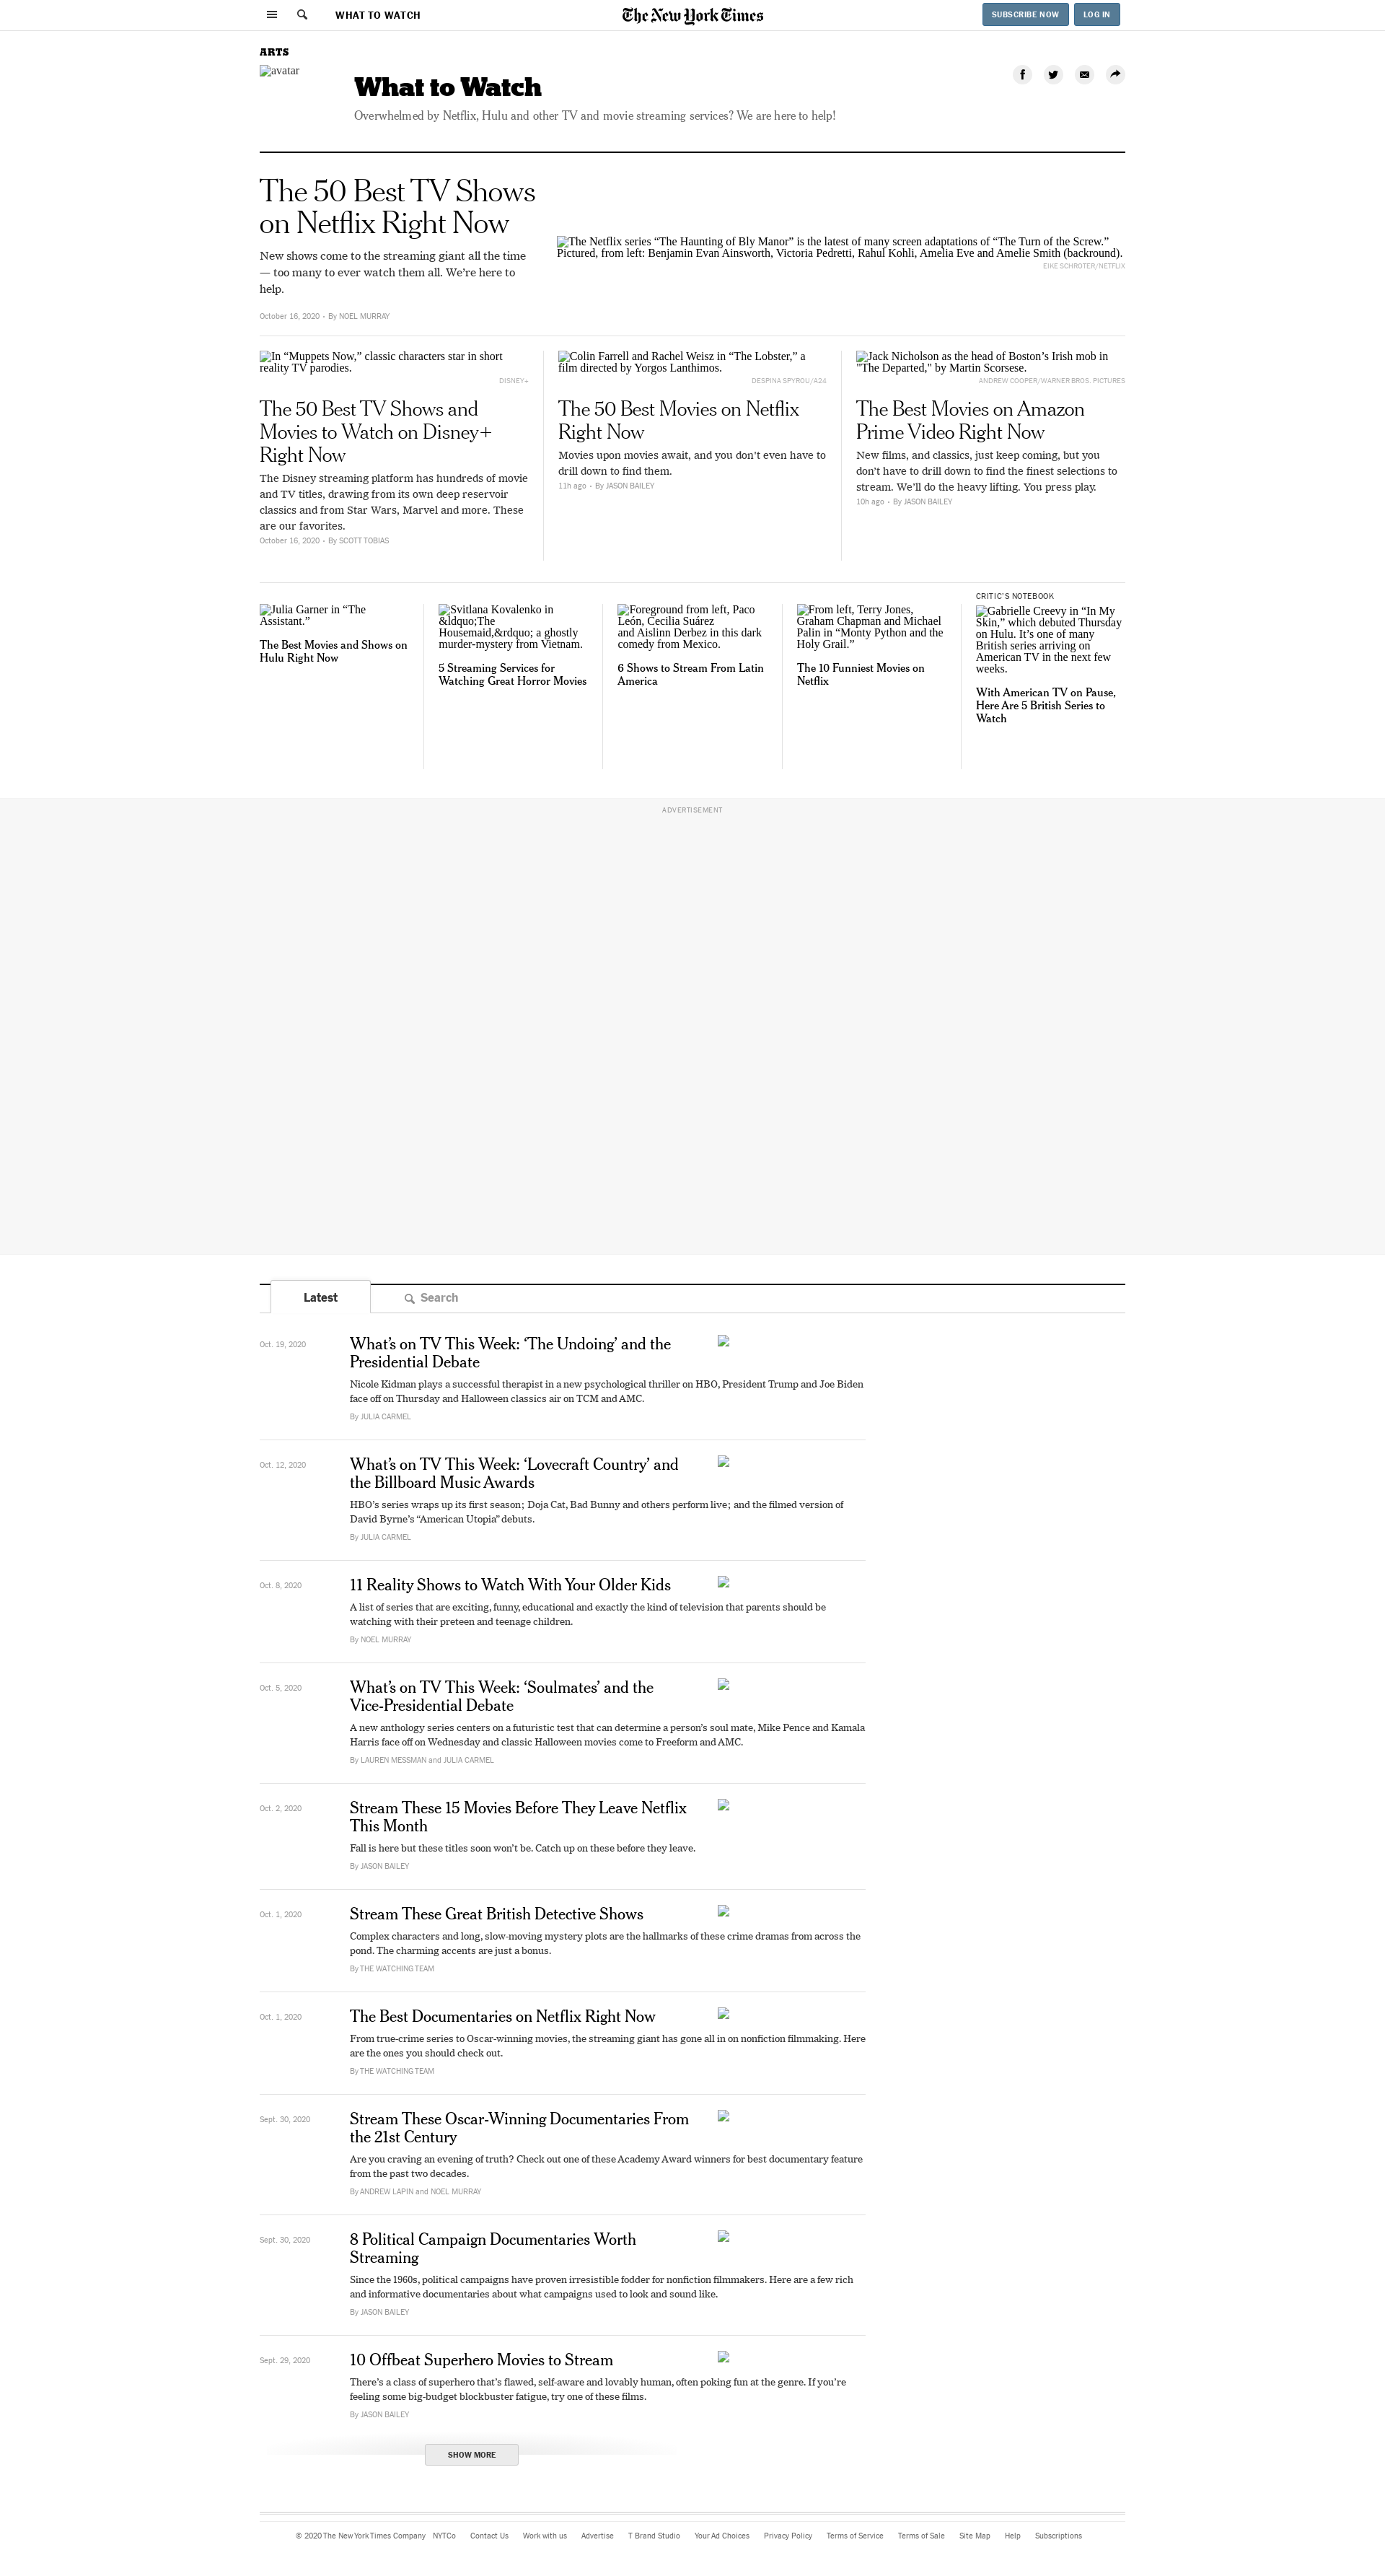 WHAT TO WATCH
The New York Times
SUBSCRIBE NOW
LOG IN
ARTS
avatar
What to Watch
Overwhelmed by Netflix, Hulu and other TV and movie streaming services? We are here to help!
The 50 Best TV Shows
on Netflix Right Now
New shows come to the streaming giant all the time
— too many to ever watch them all. We’re here to
help.
October 16, 2020 - By NOEL MURRAY
The Netflix series “The Haunting of Bly Manor” is the latest of many screen adaptations of “The Turn of the Screw.”
Pictured, from left: Benjamin Evan Ainsworth, Victoria Pedretti, Rahul Kohli, Amelia Eve and Amelie Smith (backround).
EIKE SCHROTER/NETFLIX
In “Muppets Now,” classic characters star in short
reality TV parodies.
DISNEY+
The 50 Best TV Shows and
Movies to Watch on Disney+
Right Now
The Disney streaming platform has hundreds of movie
and TV titles, drawing from its own deep reservoir
classics and from Star Wars, Marvel and more. These
are our favorites.
October 16, 2020 - By SCOTT TOBIAS
Colin Farrell and Rachel Weisz in “The Lobster,” a
film directed by Yorgos Lanthimos.
DESPINA SPYROU/A24
The 50 Best Movies on Netflix
Right Now
Movies upon movies await, and you don’t even have to
drill down to find them.
11h ago - By JASON BAILEY
Jack Nicholson as the head of Boston’s Irish mob in
"The Departed," by Martin Scorsese.
ANDREW COOPER/WARNER BROS. PICTURES
The Best Movies on Amazon
Prime Video Right Now
New films, and classics, just keep coming, but you
don’t have to drill down to find the finest selections to
stream. We’ll do the heavy lifting. You press play.
10h ago - By JASON BAILEY
Julia Garner in “The
Assistant.”
The Best Movies and Shows on
Hulu Right Now
Svitlana Kovalenko in
&ldquo;The
Housemaid,&rdquo; a ghostly
murder-mystery from Vietnam.
5 Streaming Services for
Watching Great Horror Movies
Foreground from left, Paco
León, Cecilia Suárez
and Aislinn Derbez in this dark
comedy from Mexico.
6 Shows to Stream From Latin
America
From left, Terry Jones,
Graham Chapman and Michael
Palin in “Monty Python and the
Holy Grail.”
The 10 Funniest Movies on
Netflix
CRITIC’S NOTEBOOK
Gabrielle Creevy in “In My
Skin,” which debuted Thursday
on Hulu. It’s one of many
British series arriving on
American TV in the next few
weeks.
With American TV on Pause,
Here Are 5 British Series to
Watch
ADVERTISEMENT
Latest
Search
Oct. 19, 2020
What’s on TV This Week: ‘The Undoing’ and the
Presidential Debate
Nicole Kidman plays a successful therapist in a new psychological thriller on HBO, President Trump and Joe Biden
face off on Thursday and Halloween classics air on TCM and AMC.
By JULIA CARMEL
Oct. 12, 2020
What’s on TV This Week: ‘Lovecraft Country’ and
the Billboard Music Awards
HBO’s series wraps up its first season; Doja Cat, Bad Bunny and others perform live; and the filmed version of
David Byrne’s “American Utopia” debuts.
By JULIA CARMEL
Oct. 8, 2020
11 Reality Shows to Watch With Your Older Kids
A list of series that are exciting, funny, educational and exactly the kind of television that parents should be
watching with their preteen and teenage children.
By NOEL MURRAY
Oct. 5, 2020
What’s on TV This Week: ‘Soulmates’ and the
Vice-Presidential Debate
A new anthology series centers on a futuristic test that can determine a person’s soul mate, Mike Pence and Kamala
Harris face off on Wednesday and classic Halloween movies come to Freeform and AMC.
By LAUREN MESSMAN and JULIA CARMEL
Oct. 2, 2020
Stream These 15 Movies Before They Leave Netflix
This Month
Fall is here but these titles soon won’t be. Catch up on these before they leave.
By JASON BAILEY
Oct. 1, 2020
Stream These Great British Detective Shows
Complex characters and long, slow-moving mystery plots are the hallmarks of these crime dramas from across the
pond. The charming accents are just a bonus.
By THE WATCHING TEAM
Oct. 1, 2020
The Best Documentaries on Netflix Right Now
From true-crime series to Oscar-winning movies, the streaming giant has gone all in on nonfiction filmmaking. Here
are the ones you should check out.
By THE WATCHING TEAM
Sept. 30, 2020
Stream These Oscar-Winning Documentaries From
the 21st Century
Are you craving an evening of truth? Check out one of these Academy Award winners for best documentary feature
from the past two decades.
By ANDREW LAPIN and NOEL MURRAY
Sept. 30, 2020
8 Political Campaign Documentaries Worth
Streaming
Since the 1960s, political campaigns have proven irresistible fodder for nonfiction filmmakers. Here are a few rich
and informative documentaries about what campaigns used to look and sound like.
By JASON BAILEY
Sept. 29, 2020
10 Offbeat Superhero Movies to Stream
There’s a class of superhero that’s flawed, self-aware and lovably human, often poking fun at the genre. If you’re
feeling some big-budget blockbuster fatigue, try one of these films.
By JASON BAILEY
SHOW MORE
© 2020 The New York Times Company NYTCo Contact Us Work with us Advertise T Brand Studio Your Ad Choices Privacy Policy Terms of Service Terms of Sale Site Map Help Subscriptions